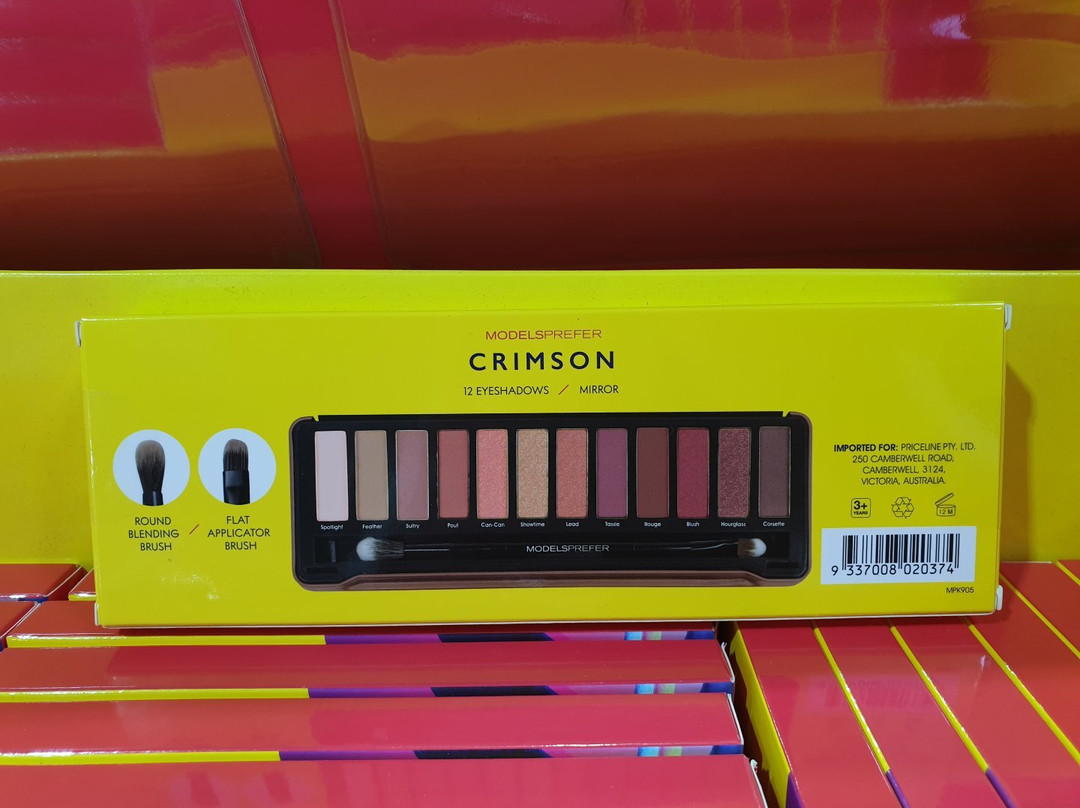 MODELSPREFER
CRIMSON
12 EYESHADOWS / MIRROR
ROUND
BLENDING
BRUSH
/
FLAT
APPLICATOR
BRUSH
Spotlight Feather Sultry Pout Can-Can Showtime Lead Tassle Rouge Blush Hourglass Corsette
MODELSPREFER
IMPORTED FOR: PRICELINE PTY. LTD.
250 CAMBERWELL ROAD,
CAMBERWELL, 3124,
VICTORIA, AUSTRALIA.
3+
YEARS
12 M
9 337008 020374
MPK905